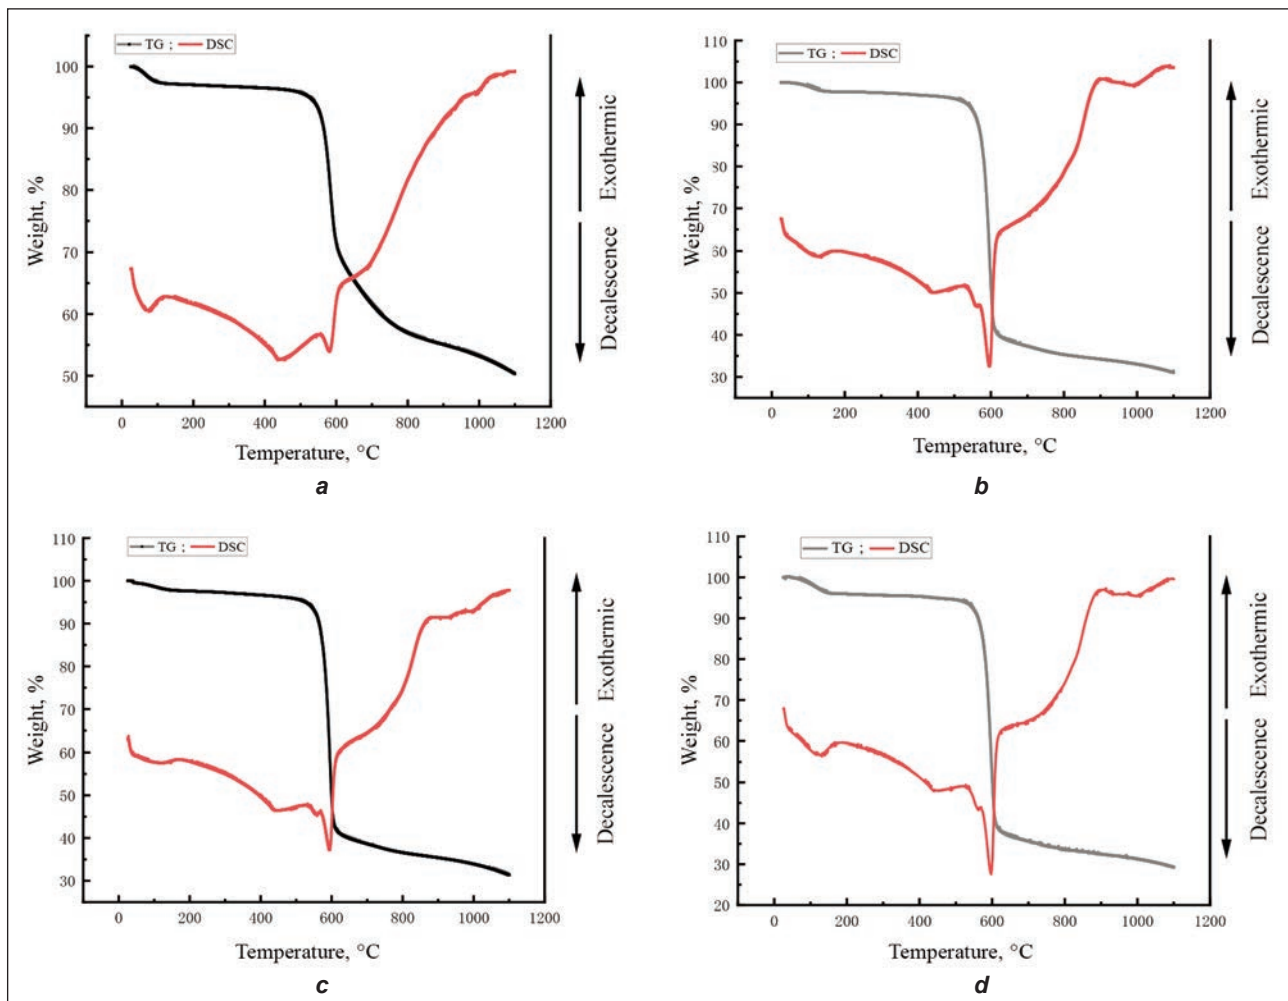 TG ; DSC
100
90
80
70
60
50
0 200 400 600 800 1000 1200
Weight, %
Temperature, °C
Exothermic
Decalescence
a
TG ; DSC
110
100
90
80
70
60
50
40
30
0 200 400 600 800 1000 1200
Weight, %
Temperature, °C
Exothermic
Decalescence
b
TG ; DSC
110
100
90
80
70
60
50
40
30
0 200 400 600 800 1000 1200
Weight, %
Temperature, °C
Exothermic
Decalescence
c
TG ; DSC
110
100
90
80
70
60
50
40
30
20
0 200 400 600 800 1000 1200
Weight, %
Temperature, °C
Exothermic
Decalescence
d